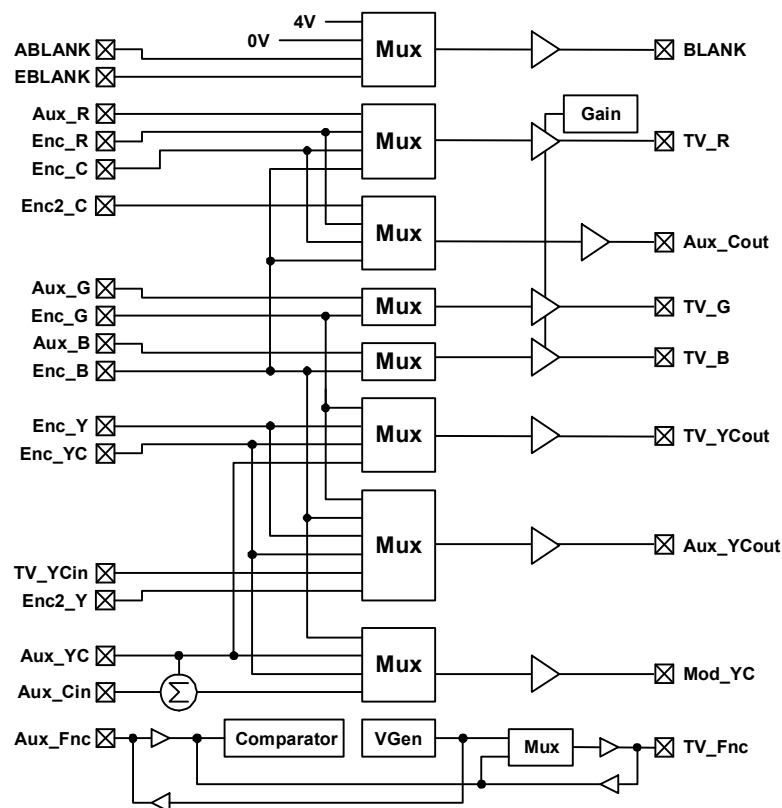 4V
0V
Mux
ABLANK
EBLANK
BLANK
Aux_R
Enc_R
Enc_C
Mux
Gain
TV_R
Enc2_C
Mux
Aux_Cout
Aux_G
Enc_G
Mux
TV_G
Aux_B
Enc_B
Mux
TV_B
Enc_Y
Enc_YC
Mux
TV_YCout
TV_YCin
Enc2_Y
Mux
Aux_YCout
Aux_YC
Aux_Cin
Σ
Mux
Mod_YC
Aux_Fnc
Comparator
VGen
Mux
TV_Fnc